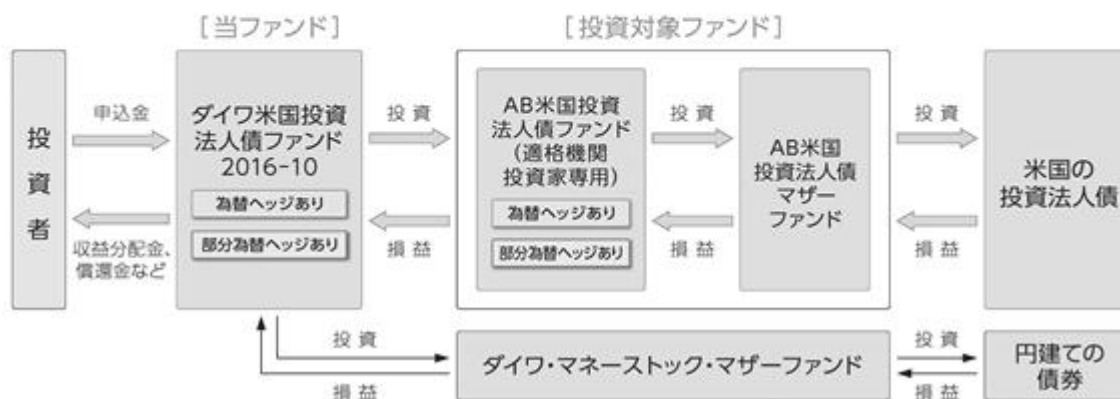 [当ファンド]
[投資対象ファンド]
投資者
申込金
収益分配金、
償還金など
ダイワ米国投資
法人債ファンド
2016-10
為替ヘッジあり
部分為替ヘッジあり
投資
損益
AB米国投資
法人債ファンド
(適格機関
投資家専用)
為替ヘッジあり
部分為替ヘッジあり
投資
損益
AB米国
投資法人債
マザー
ファンド
投資
損益
米国の
投資法人債
投資
損益
ダイワ・マネーストック・マザーファンド
投資
損益
円建ての
債券